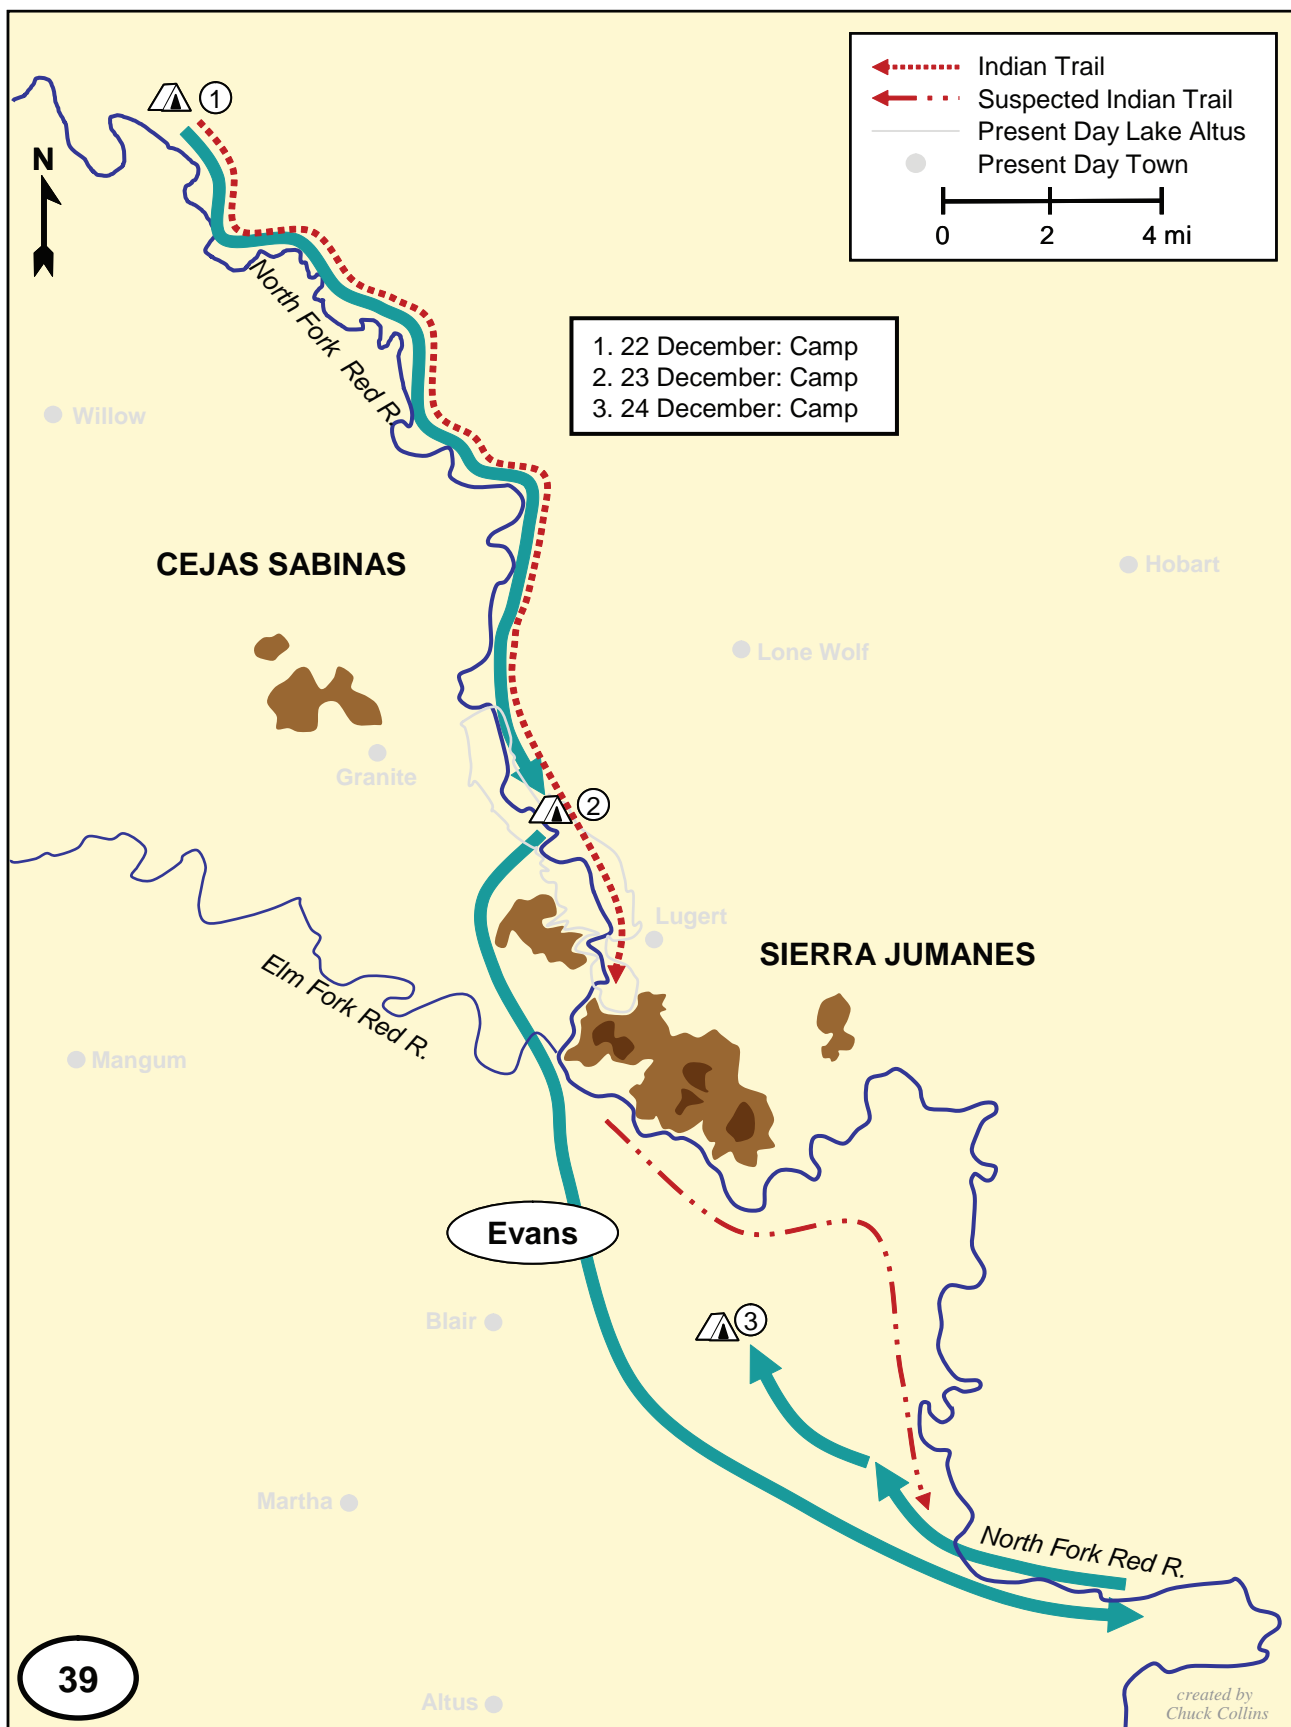 Indian Trail
Suspected Indian Trail
Present Day Lake Altus
Present Day Town
0 2 4 mi
1
N
North Fork Red R.
1. 22 December: Camp
2. 23 December: Camp
3. 24 December: Camp
Willow
CEJAS SABINAS
Hobart
Lone Wolf
Granite
2
Lugert
SIERRA JUMANES
Elm Fork Red R.
Mangum
Evans
Blair
3
Martha
North Fork Red R.
39
Altus
created by
Chuck Collins